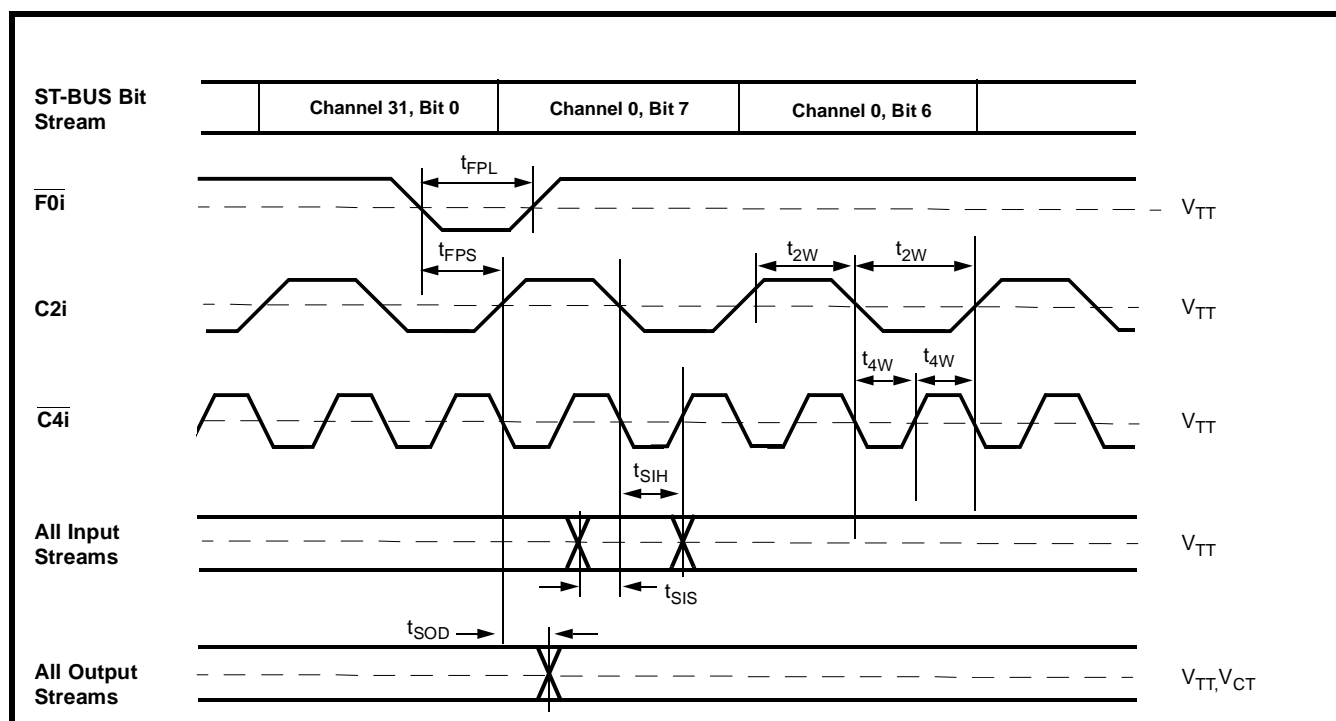 ST-BUS Bit
Stream
Channel 31, Bit 0
Channel 0, Bit 7
Channel 0, Bit 6
tFPL
F0i
VTT
tFPS
t2W
t2W
C2i
VTT
t4W
t4W
C4i
VTT
tSIH
All Input
Streams
VTT
tSIS
tSOD
All Output
Streams
VTT,VCT